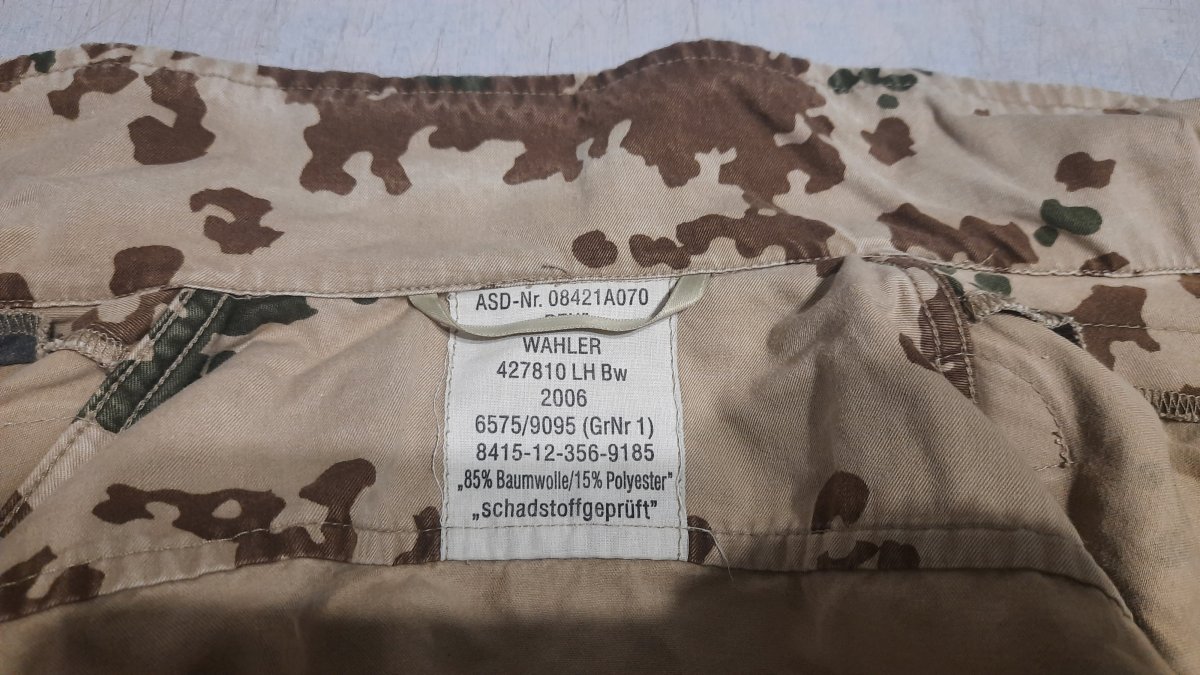 ASD-Nr. 08421A070
WAHLER
427810 LH Bw
2006
6575/9095 (GrNr 1)
8415-12-356-9185
„85% Baumwolle/15% Polyester"
„schadstoffgeprüft"